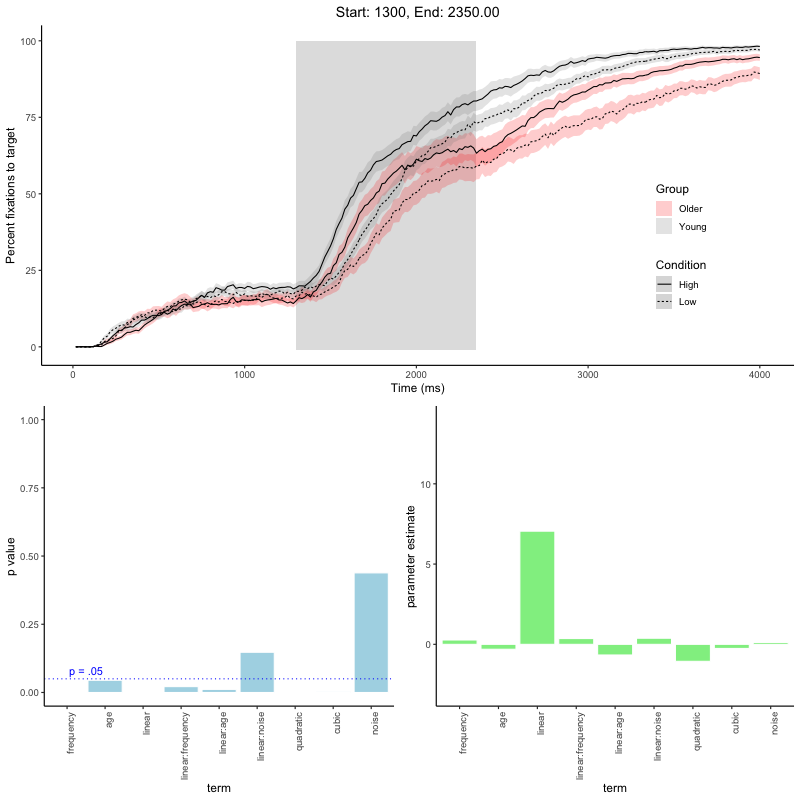 Start: 1300, End: 2350.00
Percent fixations to target
100
75
50
25
0
0
1000
2000
3000
4000
Time (ms)
Group
Older
Young
Condition
High
Low
p value
1.00
0.75
0.50
0.25
0.00
p = .05
frequency
age
linear
linear:frequency
linear:age
linear:noise
quadratic
cubic
noise
term
parameter estimate
10
5
0
frequency
age
linear
linear:frequency
linear:age
linear:noise
quadratic
cubic
noise
term